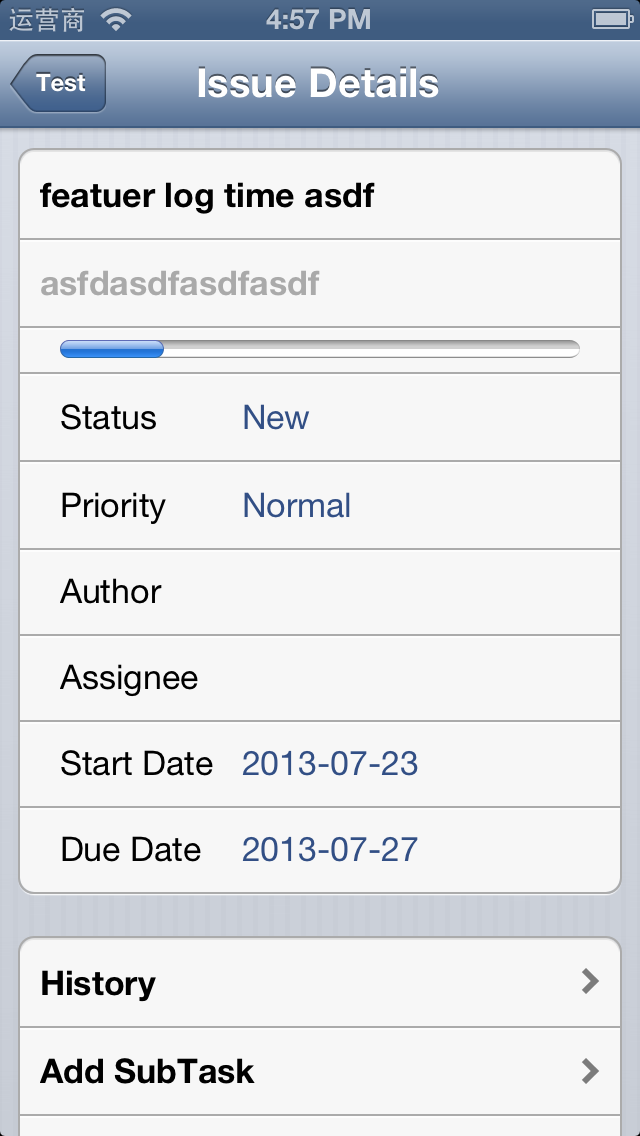 运营商 4:57 PM
Test Issue Details
featuer log time asdf
asfdasdfasdfasdf
Status New
Priority Normal
Author
Assignee
Start Date 2013-07-23
Due Date 2013-07-27
History
Add SubTask